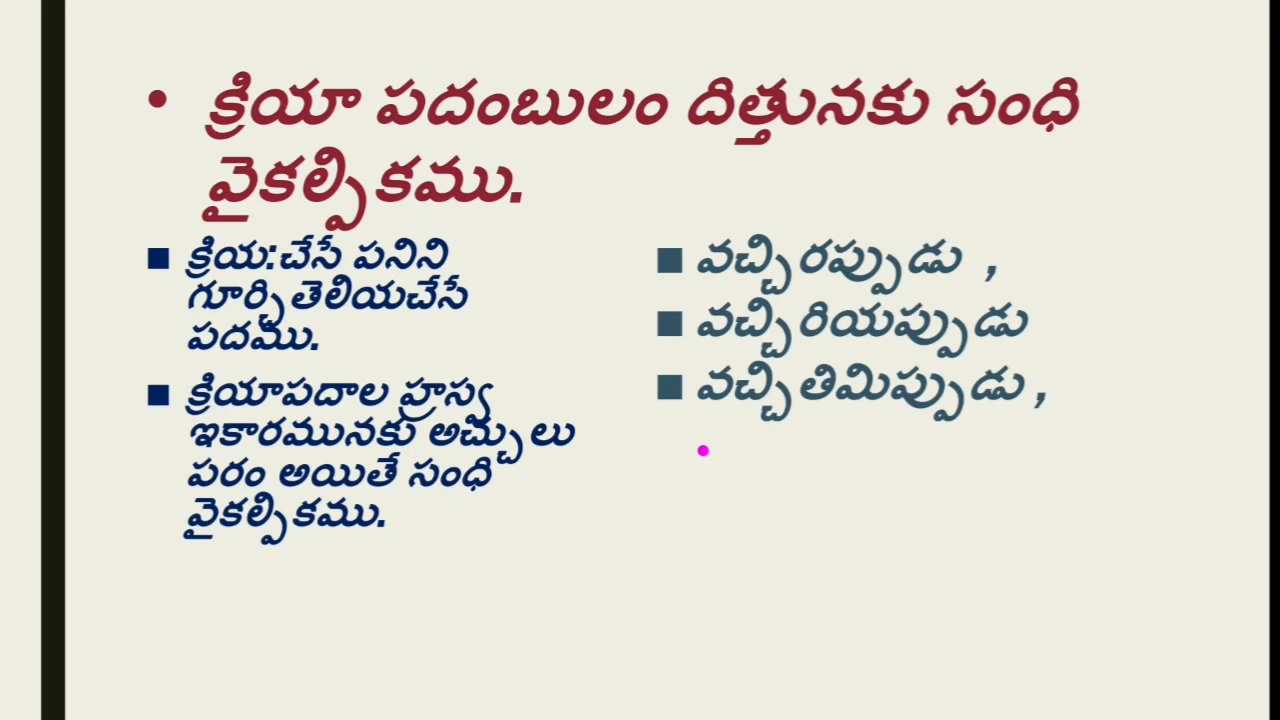 • క్రియా పదంబులం దిత్తునకు సంధి
వైకల్పికము.
■ క్రియ:చేసే పనిని
గూర్చితెలియచేసే
పదము.
■ క్రియాపదాల హ్రస్వ
ఇకారమునకు అచ్చులు
పరం అయితే సంధి
వైకల్పికము.
■ వచ్చిరప్పుడు ,
■ వచ్చిరియప్పుడు
■ వచ్చితిమిప్పుడు ,